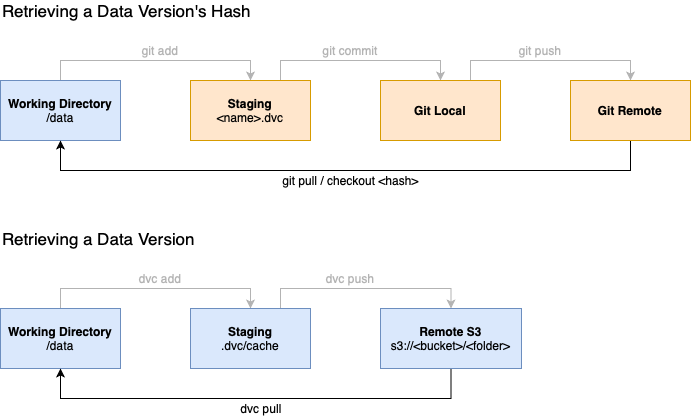 Retrieving a Data Version's Hash
git add
git commit
git push
Working Directory
/data
Staging
<name>.dvc
Git Local
Git Remote
git pull / checkout <hash>
Retrieving a Data Version
dvc add
dvc push
Working Directory
/data
Staging
.dvc/cache
Remote S3
s3://<bucket>/<folder>
dvc pull